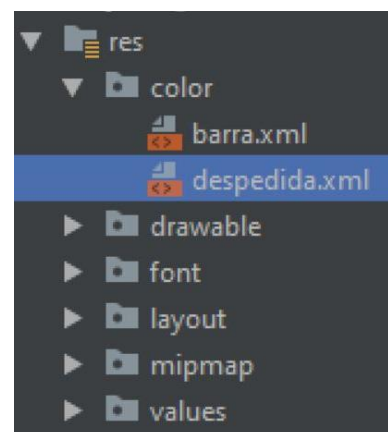 res
color
barra.xml
despedida.xml
drawable
font
layout
mipmap
values